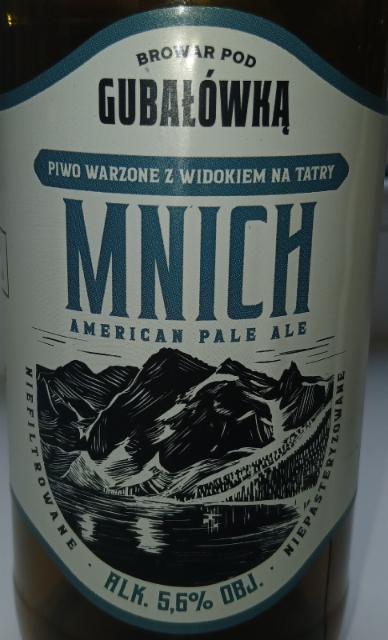 BROWAR POD
GUBAŁÓWKĄ
PIWO WARZONE Z WIDOKIEM NA TATRY
MNICH
AMERICAN PALE ALE
NIEFILTROWANE · ALK. 5,6% OBJ. · NIEPASTERYZOWANE